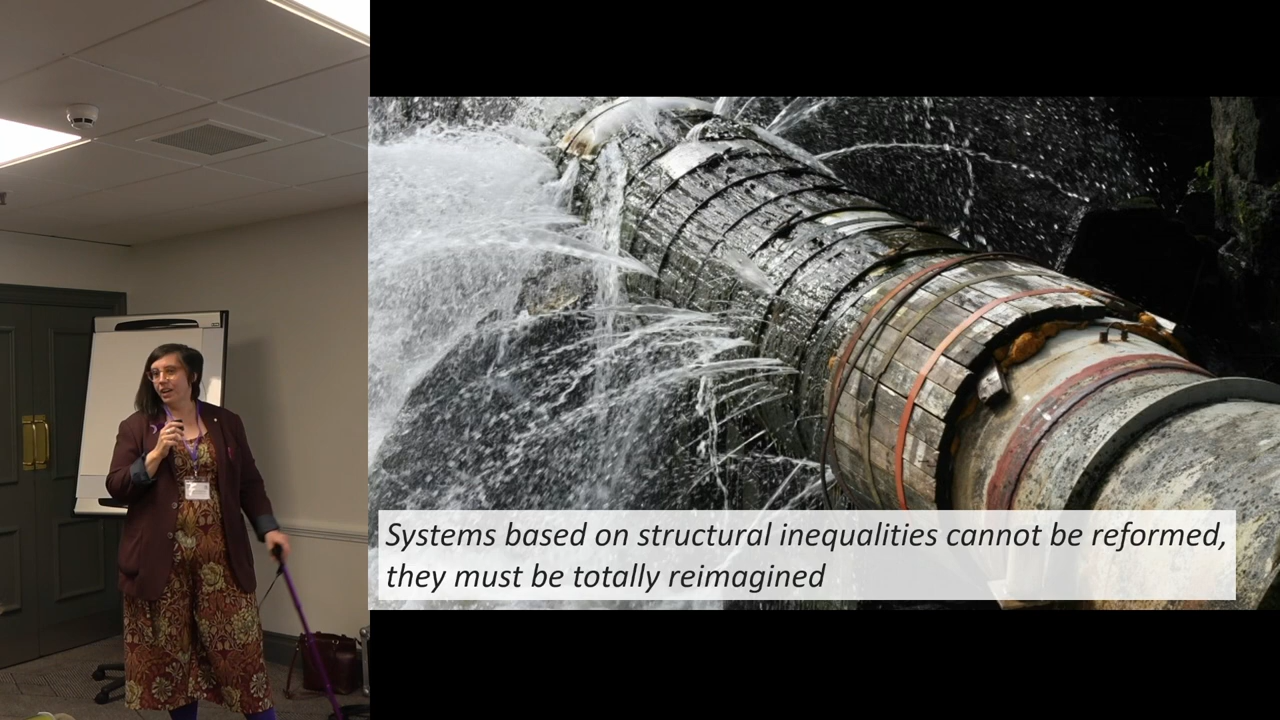 Systems based on structural inequalities cannot be reformed,
they must be totally reimagined